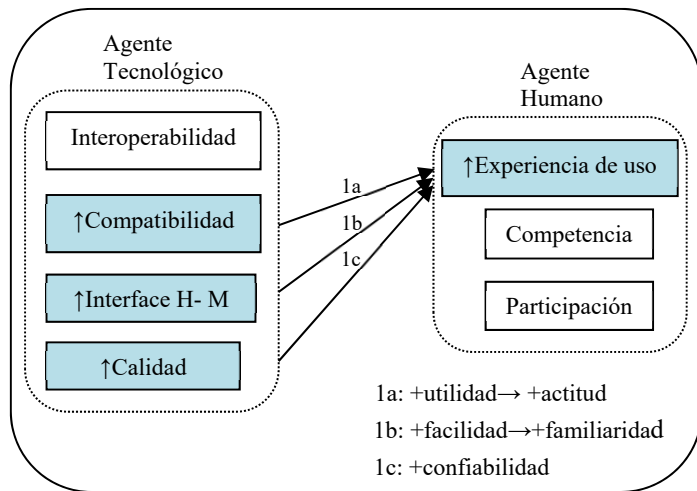 Agente
Tecnológico
Interoperabilidad
↑Compatibilidad
↑Interface H- M
↑Calidad
1a
1b
1c
Agente
Humano
↑Experiencia de uso
Competencia
Participación
1a: +utilidad→ +actitud
1b: +facilidad→+familiaridad
1c: +confiabilidad